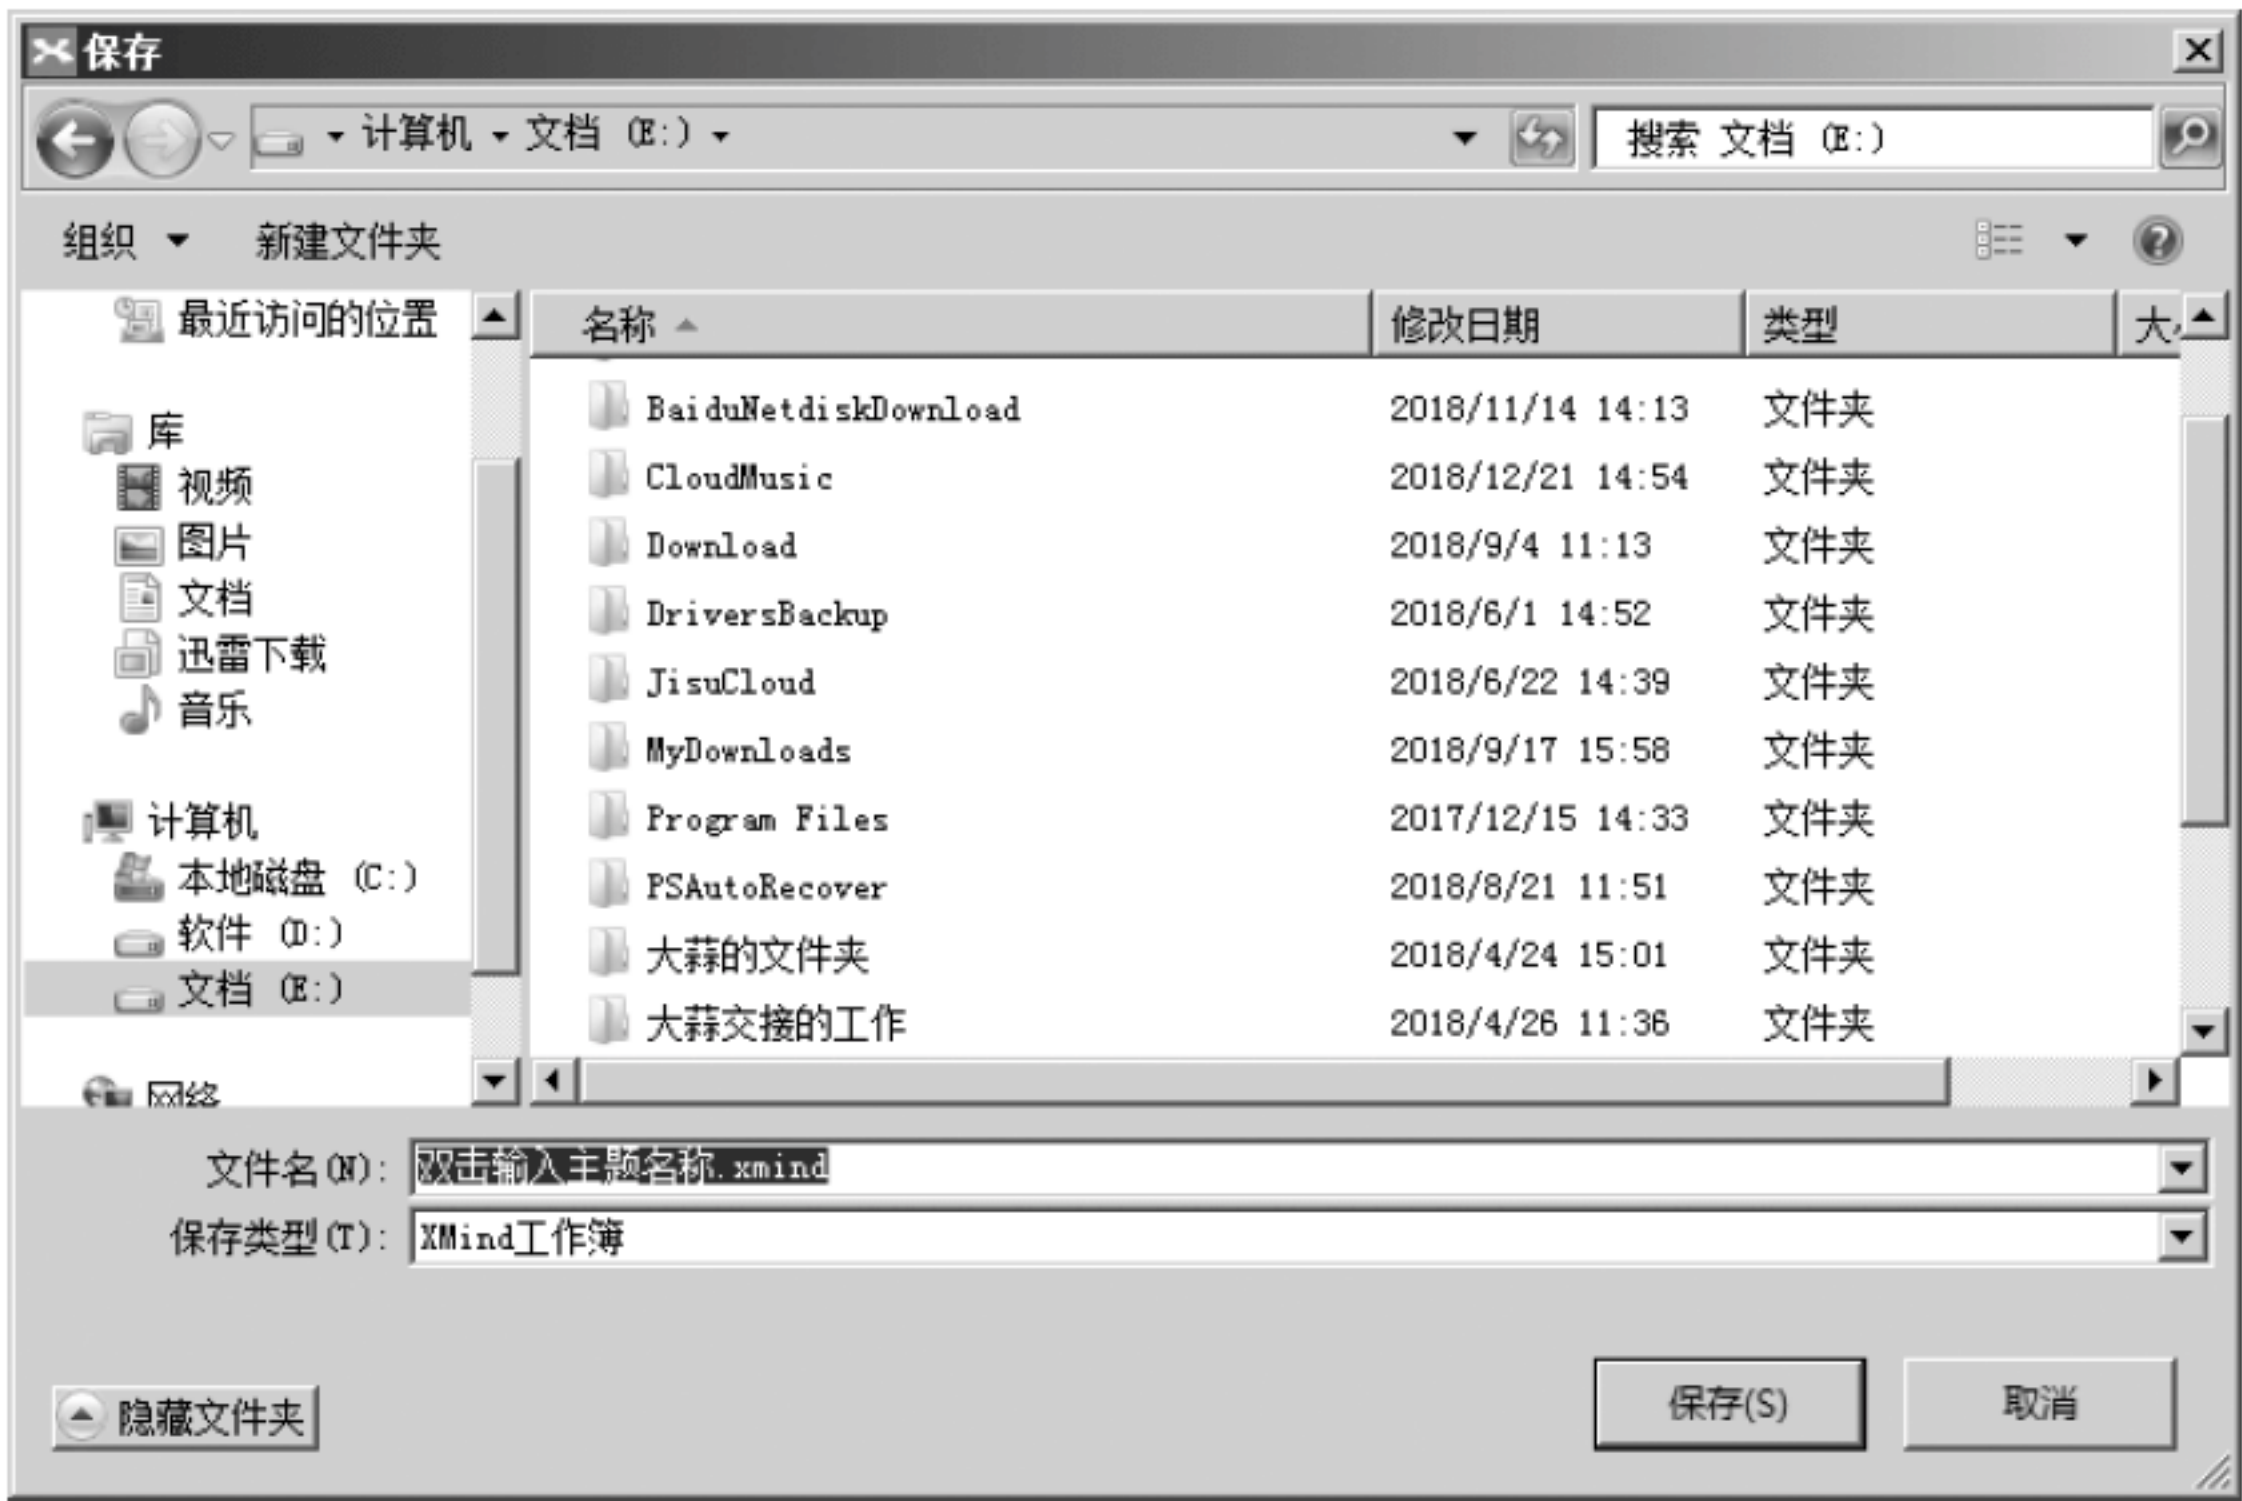 保存
计算机 文档 (E:)
搜索 文档 (E:)
组织 新建文件夹
最近访问的位置
库
视频
图片
文档
迅雷下载
音乐
计算机
本地磁盘 (C:)
软件 (D:)
文档 (E:)
网络
名称 修改日期 类型
BaiduNetdiskDownload 2018/11/14 14:13 文件夹
CloudMusic 2018/12/21 14:54 文件夹
Download 2018/9/4 11:13 文件夹
DriversBackup 2018/6/1 14:52 文件夹
JisuCloud 2018/6/22 14:39 文件夹
MyDownloads 2018/9/17 15:58 文件夹
Program Files 2017/12/15 14:33 文件夹
PSAutoRecover 2018/8/21 11:51 文件夹
大蒜的文件夹 2018/4/24 15:01 文件夹
大蒜交接的工作 2018/4/26 11:36 文件夹
文件名(N): 双击输入主题名称.xmind
保存类型(T): XMind工作簿
隐藏文件夹
保存(S) 取消